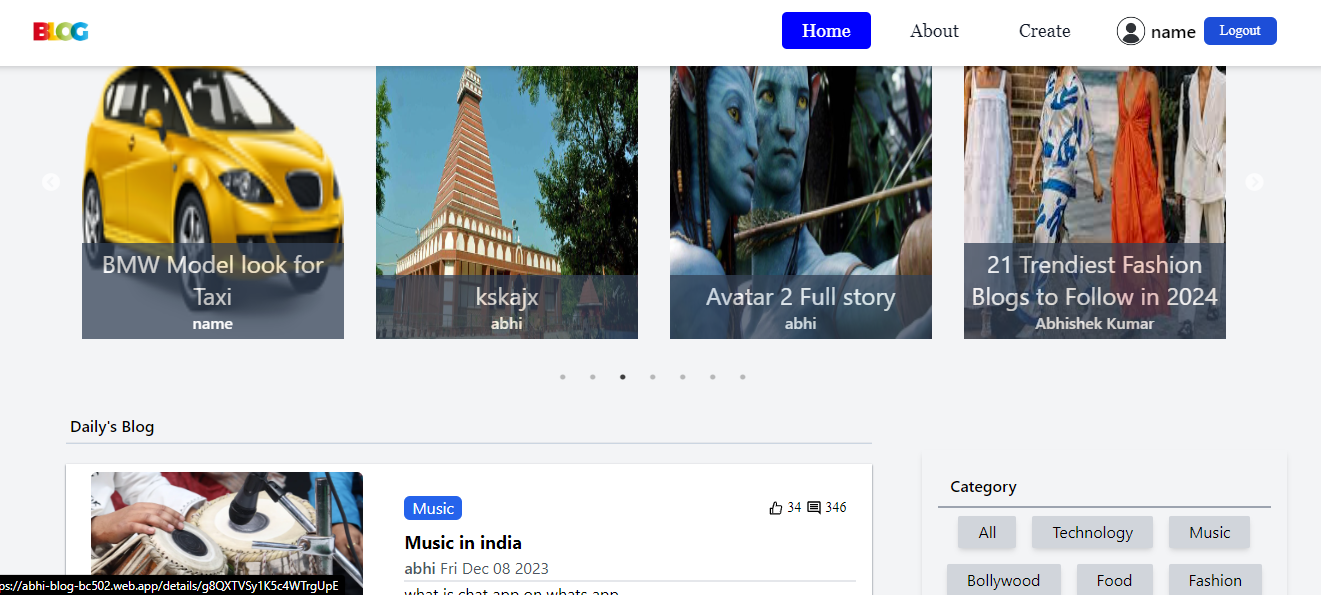 BLOG
Home
About
Create
name
Logout
BMW Model look for
Taxi
name
kskajx
abhi
Avatar 2 Full story
abhi
21 Trendiest Fashion
Blogs to Follow in 2024
Abhishek Kumar
Daily's Blog
Music
34
346
Music in india
abhi Fri Dec 08 2023
what is chat app on whats app
Category
All
Technology
Music
Bollywood
Food
Fashion
ps://abhi-blog-bc502.web.app/details/g8QXTVSy1K5c4WTrgUpE